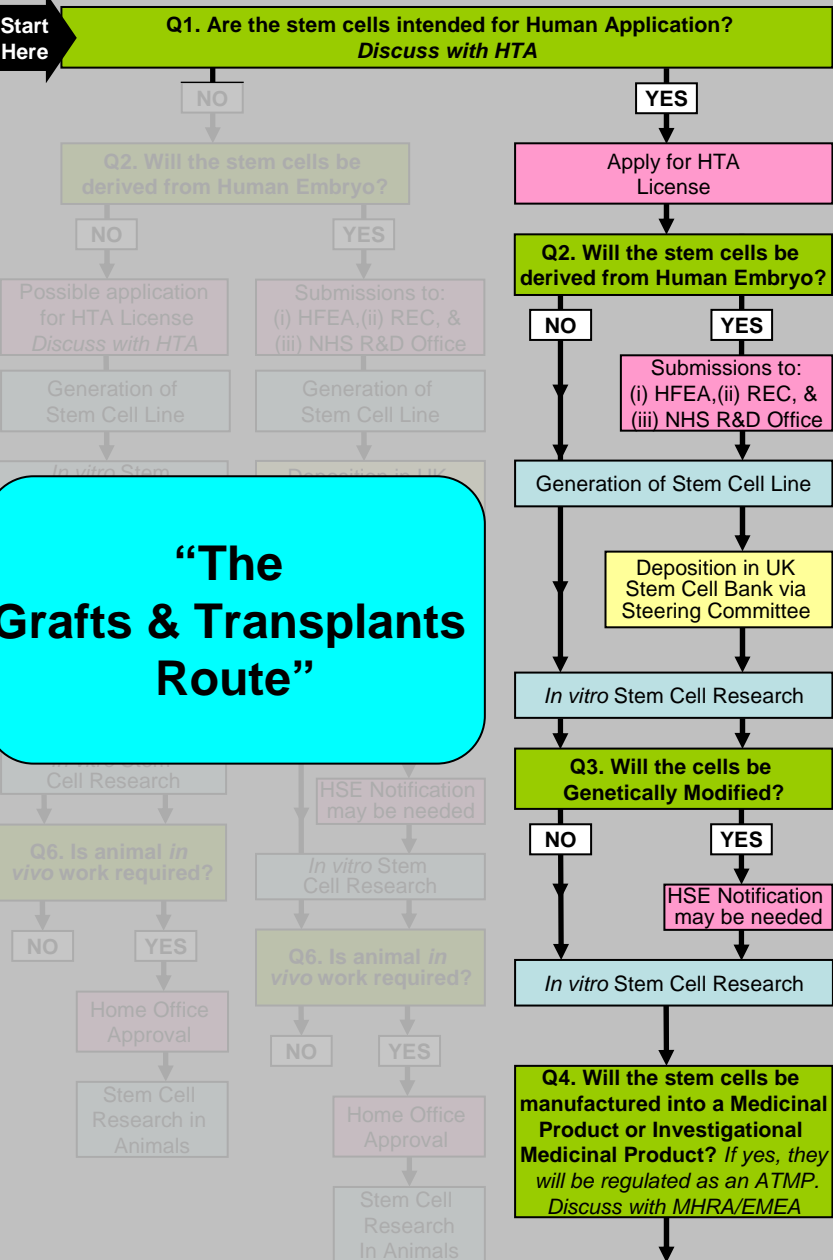 Start
Here
Q1. Are the stem cells intended for Human Application?
Discuss with HTA
NO
YES
Q2. Will the stem cells be
derived from Human Embryo?
Apply for HTA
License
NO
YES
Q2. Will the stem cells be
derived from Human Embryo?
Possible application
for HTA License
Discuss with HTA
Submissions to:
(i) HFEA,(ii) REC, &
(iii) NHS R&D Office
NO
YES
Submissions to:
(i) HFEA,(ii) REC, &
(iii) NHS R&D Office
Generation of
Stem Cell Line
Generation of
Stem Cell Line
Generation of Stem Cell Line
In vitro Stem
Deposition in UK
“The
Grafts & Transplants
Route”
Deposition in UK
Stem Cell Bank via
Steering Committee
In vitro Stem Cell Research
In vitro Stem
Cell Research
HSE Notification
may be needed
Q3. Will the cells be
Genetically Modified?
NO
YES
Q6. Is animal in
vivo work required?
In vitro Stem
Cell Research
HSE Notification
may be needed
NO
YES
Q6. Is animal in
vivo work required?
In vitro Stem Cell Research
Home Office
Approval
NO
YES
Stem Cell
Research in
Animals
Home Office
Approval
Q4. Will the stem cells be
manufactured into a Medicinal
Product or Investigational
Medicinal Product? If yes, they
will be regulated as an ATMP.
Discuss with MHRA/EMEA
Stem Cell
Research
In Animals